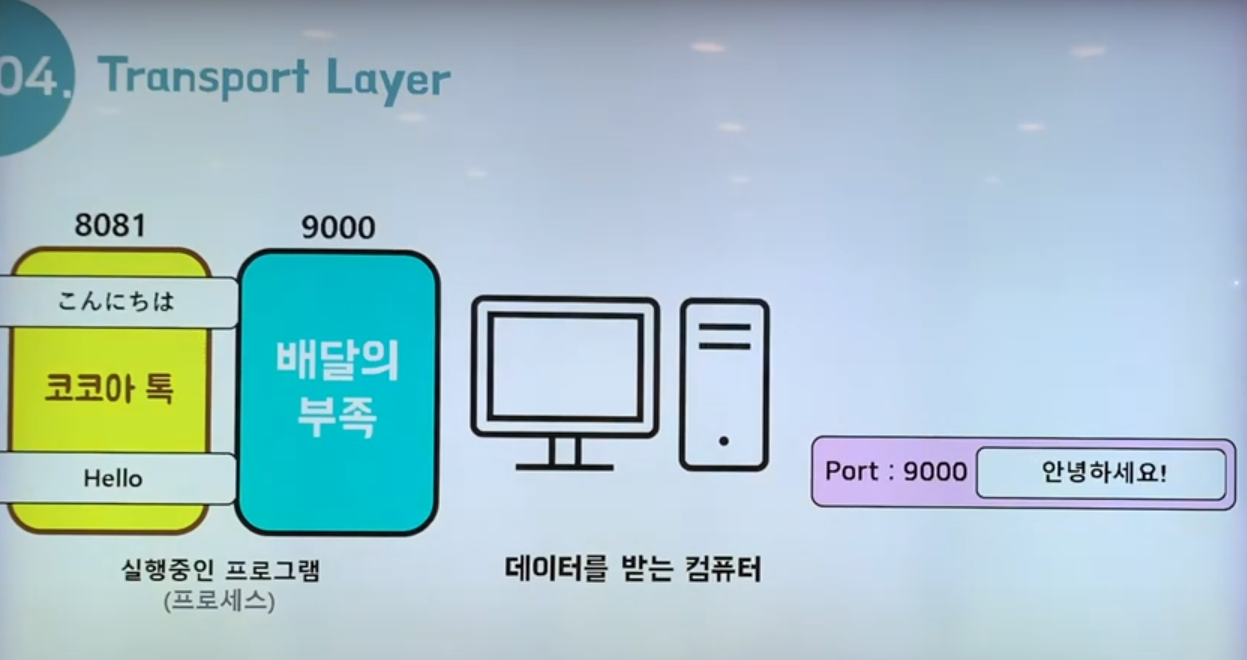 04. Transport Layer
8081
9000
こんにちは
코코아 톡
Hello
배달의
부족
실행중인 프로그램
(프로세스)
데이터를 받는 컴퓨터
Port : 9000
안녕하세요!